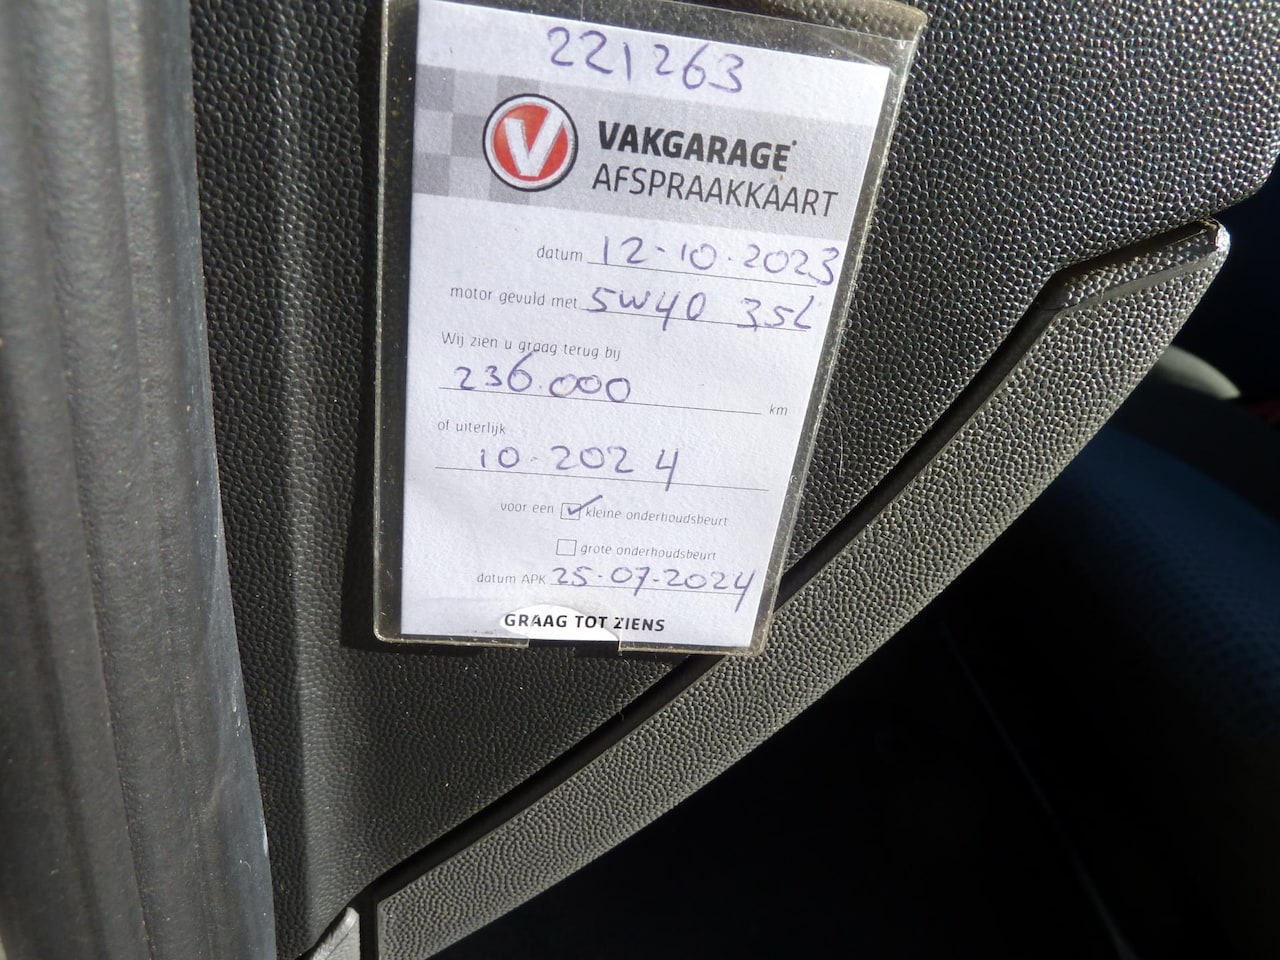 221263
V VAKGARAGE
AFSPRAAKKAART
datum 12-10-2023
motor gevuld met 5W40 3,5L
Wij zien u graag terug bij
236.000 km
of uiterlijk
10-2024
voor een ✓ kleine onderhoudsbeurt
grote onderhoudsbeurt
datum APK 25-07-2024
GRAAG TOT ZIENS